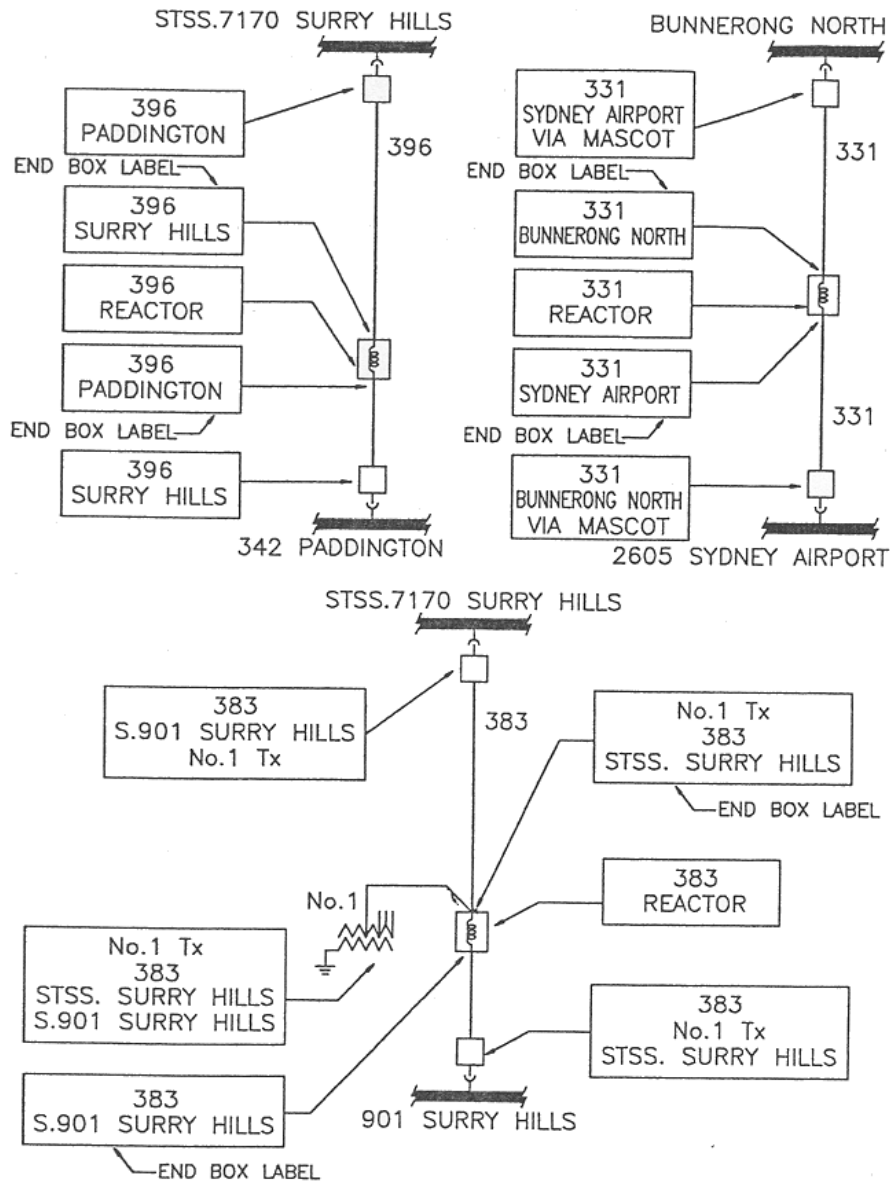 STSS.7170 SURRY HILLS
396
PADDINGTON
396
END BOX LABEL
396
SURRY HILLS
396
REACTOR
396
PADDINGTON
END BOX LABEL
396
SURRY HILLS
342 PADDINGTON
BUNNERONG NORTH
331
SYDNEY AIRPORT
VIA MASCOT
331
END BOX LABEL
331
BUNNERONG NORTH
331
REACTOR
331
SYDNEY AIRPORT
331
END BOX LABEL
331
BUNNERONG NORTH
VIA MASCOT
2605 SYDNEY AIRPORT
STSS.7170 SURRY HILLS
383
S.901 SURRY HILLS
No.1 Tx
383
No.1 Tx
383
STSS. SURRY HILLS
END BOX LABEL
No.1
383
REACTOR
No.1 Tx
383
STSS. SURRY HILLS
S.901 SURRY HILLS
383
No.1 Tx
STSS. SURRY HILLS
383
S.901 SURRY HILLS
901 SURRY HILLS
END BOX LABEL